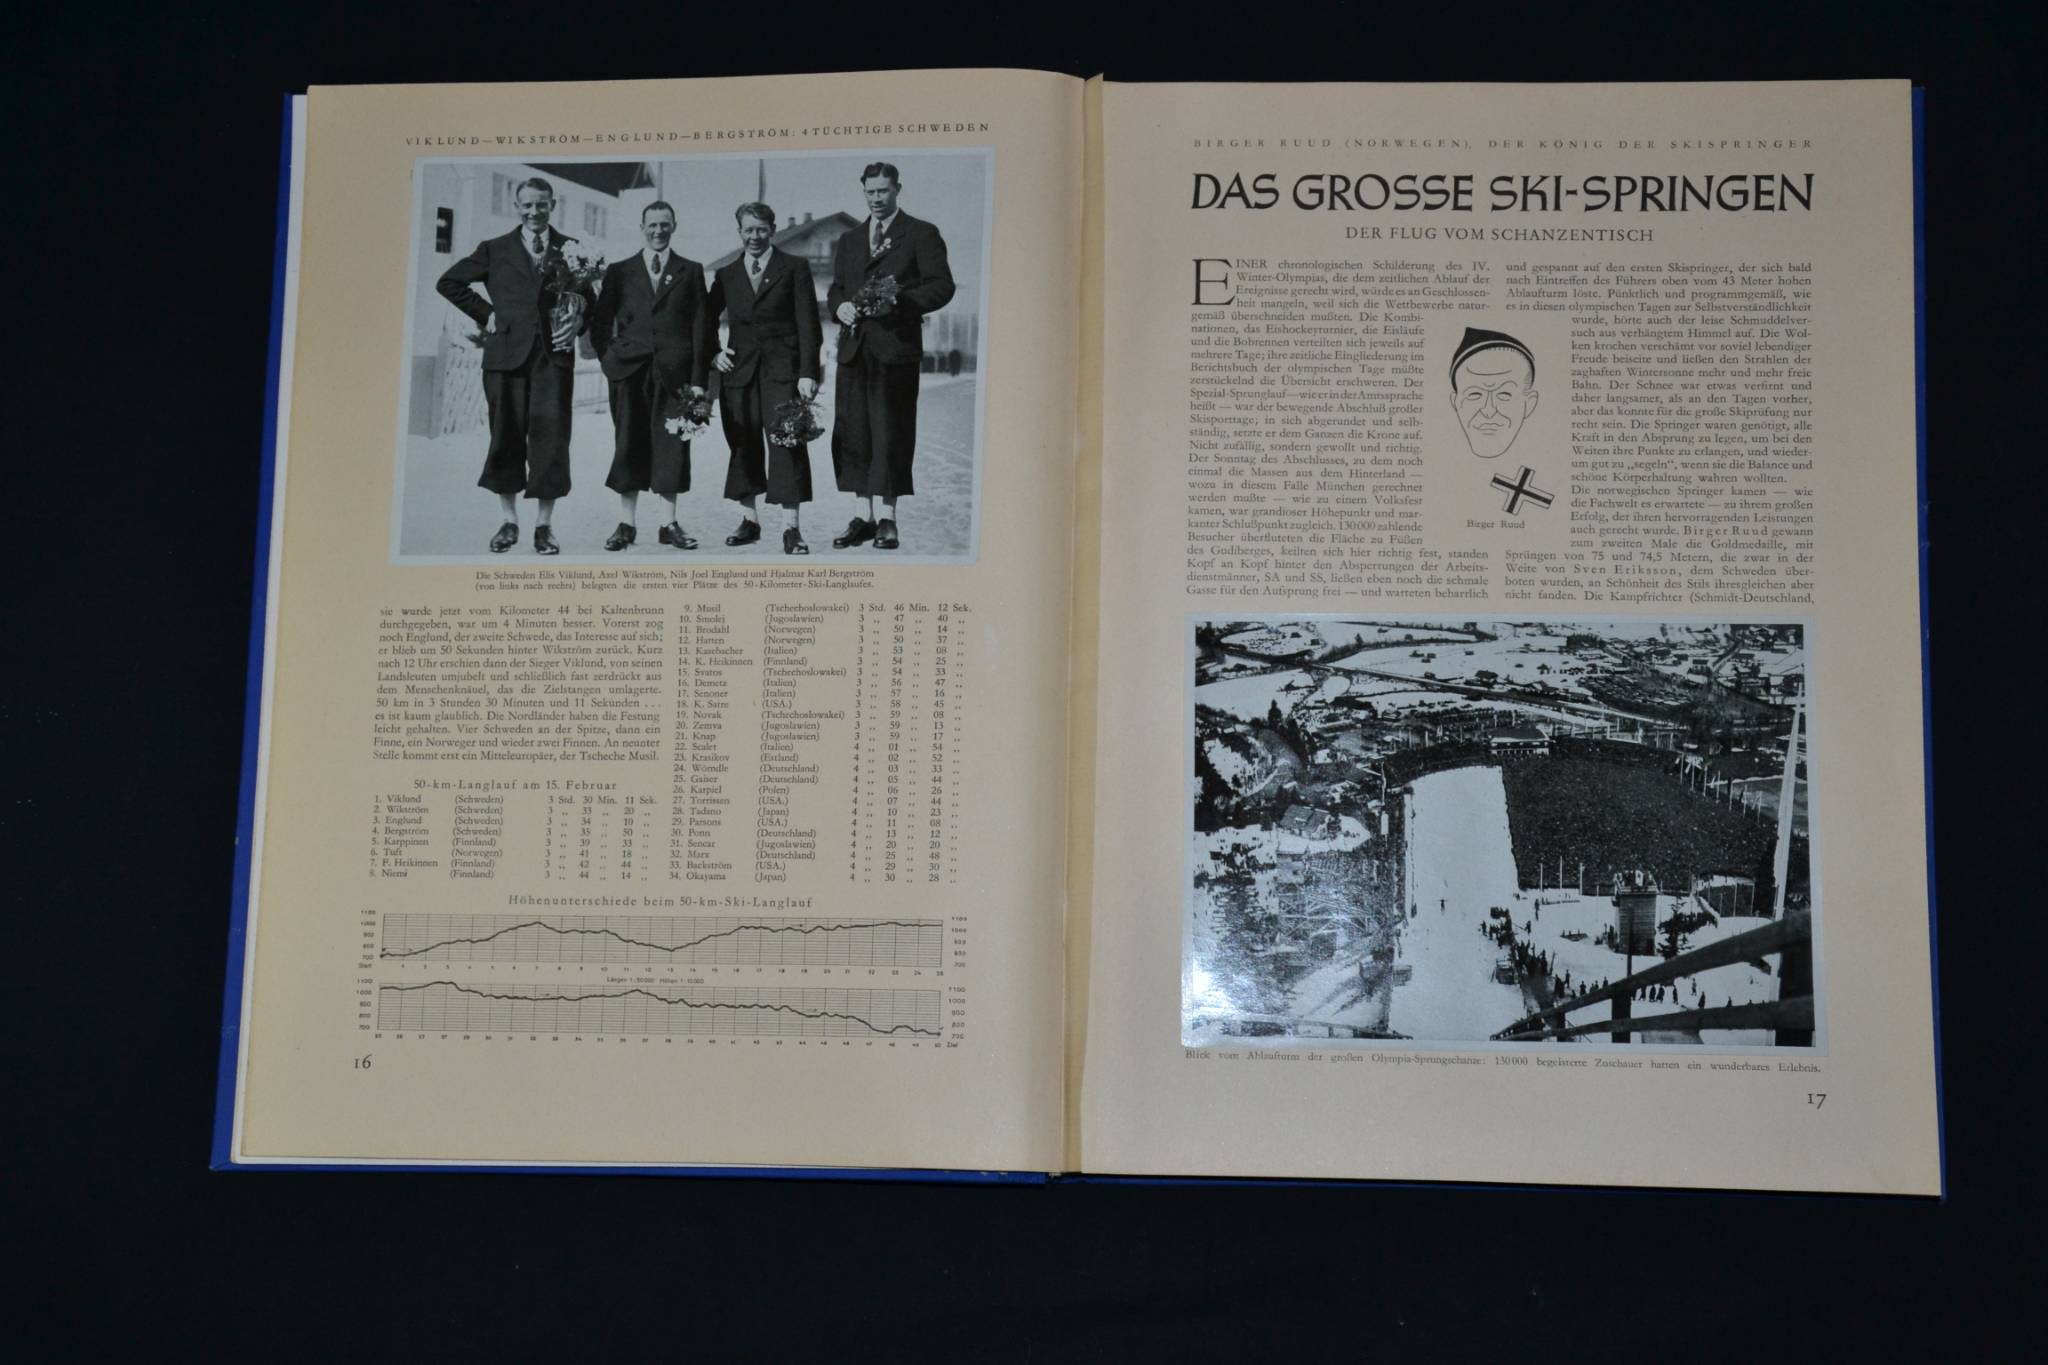 VIKLUND—WIKSTRÖM—ENGLUND—BERGSTRÖM: 4 TÜCHTIGE SCHWEDEN
Die Schweden Elis Viklund, Axel Wikström, Nils Joel Englund und Hjalmar Karl Bergström
(von links nach rechts) belegten die ersten vier Plätze des 50-Kilometer-Ski-Langlaufes.
sie wurde jetzt vom Kilometer 44 bei Kaltenbrunn
durchgegeben, war um 4 Minuten besser. Vorerst zog
noch Englund, der zweite Schwede, das Interesse auf sich;
er blieb um 50 Sekunden hinter Wikström zurück. Kurz
nach 12 Uhr erschien dann der Sieger Viklund, von seinen
Landsleuten umjubelt und schließlich fast zerdrückt aus
dem Menschenknäuel, das die Zielstangen umlagerte.
50 km in 3 Stunden 30 Minuten und 11 Sekunden . . .
es ist kaum glaublich. Die Nordländer haben die Festung
leicht gehalten. Vier Schweden an der Spitze, dann ein
Finne, ein Norweger und wieder zwei Finnen. An neunter
Stelle kommt erst ein Mitteleuropäer, der Tscheche Musil.
50-km-Langlauf am 15. Februar
1. Viklund (Schweden) 3 Std. 30 Min. 11 Sek.
2. Wikström (Schweden) 3 „ 33 „ 20 „
3. Englund (Schweden) 3 „ 34 „ 10 „
4. Bergström (Schweden) 3 „ 35 „ 50 „
5. Karppinen (Finnland) 3 „ 39 „ 33 „
6. Tuft (Norwegen) 3 „ 41 „ 18 „
7. F. Heikinnen (Finnland) 3 „ 42 „ 44 „
8. Niemi (Finnland) 3 „ 44 „ 14 „
9. Musil (Tschechoslowakei) 3 Std. 46 Min. 12 Sek.
10. Smolej (Jugoslawien) 3 „ 47 „ 40 „
11. Brodahl (Norwegen) 3 „ 50 „ 14 „
12. Hatten (Norwegen) 3 „ 50 „ 37 „
13. Kasebacher (Italien) 3 „ 53 „ 08 „
14. K. Heikinnen (Finnland) 3 „ 54 „ 25 „
15. Svatos (Tschechoslowakei) 3 „ 54 „ 33 „
16. Demetz (Italien) 3 „ 56 „ 47 „
17. Senoner (Italien) 3 „ 57 „ 16 „
18. K. Satre (USA.) 3 „ 58 „ 45 „
19. Novak (Tschechoslowakei) 3 „ 59 „ 08 „
20. Zemva (Jugoslawien) 3 „ 59 „ 13 „
21. Knap (Jugoslawien) 3 „ 59 „ 17 „
22. Scalet (Italien) 4 „ 01 „ 54 „
23. Krasikov (Estland) 4 „ 02 „ 52 „
24. Wörndle (Deutschland) 4 „ 03 „ 33 „
25. Gaiser (Deutschland) 4 „ 05 „ 44 „
26. Karpiel (Polen) 4 „ 06 „ 26 „
27. Torrissen (USA.) 4 „ 07 „ 44 „
28. Tadano (Japan) 4 „ 10 „ 23 „
29. Parsons (USA.) 4 „ 11 „ 08 „
30. Ponn (Deutschland) 4 „ 13 „ 12 „
31. Sencar (Jugoslawien) 4 „ 20 „ 20 „
32. Marx (Deutschland) 4 „ 25 „ 48 „
33. Backström (USA.) 4 „ 29 „ 30 „
34. Okayama (Japan) 4 „ 30 „ 28 „
Höhenunterschiede beim 50-km-Ski-Langlauf
Start
Längen 1:50000 Höhen 1:10000
Ziel
16
BIRGER RUUD (NORWEGEN), DER KÖNIG DER SKISPRINGER
DAS GROSSE SKI-SPRINGEN
DER FLUG VOM SCHANZENTISCH
EINER chronologischen Schilderung des IV.
Winter-Olympias, die dem zeitlichen Ablauf der
Ereignisse gerecht wird, würde es an Geschlossen-
heit mangeln, weil sich die Wettbewerbe natur-
gemäß überschneiden mußten. Die Kombi-
nationen, das Eishockeyturnier, die Eisläufe
und die Bobrennen verteilten sich jeweils auf
mehrere Tage; ihre zeitliche Eingliederung im
Berichtsbuch der olympischen Tage müßte
zerstückelnd die Übersicht erschweren. Der
Spezial-Sprunglauf—wie er in der Amtssprache
heißt — war der bewegende Abschluß großer
Skisporttage; in sich abgerundet und selb-
ständig, setzte er dem Ganzen die Krone auf.
Nicht zufällig, sondern gewollt und richtig.
Der Sonntag des Abschlusses, zu dem noch
einmal die Massen aus dem Hinterland —
wozu in diesem Falle München gerechnet
werden mußte — wie zu einem Volksfest
kamen, war grandioser Höhepunkt und mar-
kanter Schlußpunkt zugleich. 130000 zahlende
Besucher überfluteten die Fläche zu Füßen
des Gudiberges, keilten sich hier richtig fest, standen
Kopf an Kopf hinter den Absperrungen der Arbeits-
dienstmänner, SA und SS, ließen eben noch die schmale
Gasse für den Aufsprung frei — und warteten beharrlich
und gespannt auf den ersten Skispringer, der sich bald
nach Eintreffen des Führers oben vom 43 Meter hohen
Ablaufturm löste. Pünktlich und programmgemäß, wie
es in diesen olympischen Tagen zur Selbstverständlichkeit
wurde, hörte auch der leise Schmuddelver-
such aus verhängtem Himmel auf. Die Wol-
ken krochen verschämt vor soviel lebendiger
Freude beiseite und ließen den Strahlen der
zaghaften Wintersonne mehr und mehr freie
Bahn. Der Schnee war etwas verfirnt und
daher langsamer, als an den Tagen vorher,
aber das konnte für die große Skiprüfung nur
recht sein. Die Springer waren genötigt, alle
Kraft in den Absprung zu legen, um bei den
Weiten ihre Punkte zu erlangen, und wieder-
um gut zu „segeln“, wenn sie die Balance und
schöne Körperhaltung wahren wollten.
Die norwegischen Springer kamen — wie
die Fachwelt es erwartete — zu ihrem großen
Erfolg, der ihren hervorragenden Leistungen
auch gerecht wurde. Birger Ruud gewann
zum zweiten Male die Goldmedaille, mit
Sprüngen von 75 und 74,5 Metern, die zwar in der
Weite von Sven Eriksson, dem Schweden über-
boten wurden, an Schönheit des Stils ihresgleichen aber
nicht fanden. Die Kampfrichter (Schmidt-Deutschland,
Birger Ruud
Blick vom Ablaufturm der großen Olympia-Sprungschanze: 130000 begeisterte Zuschauer hatten ein wunderbares Erlebnis.
17